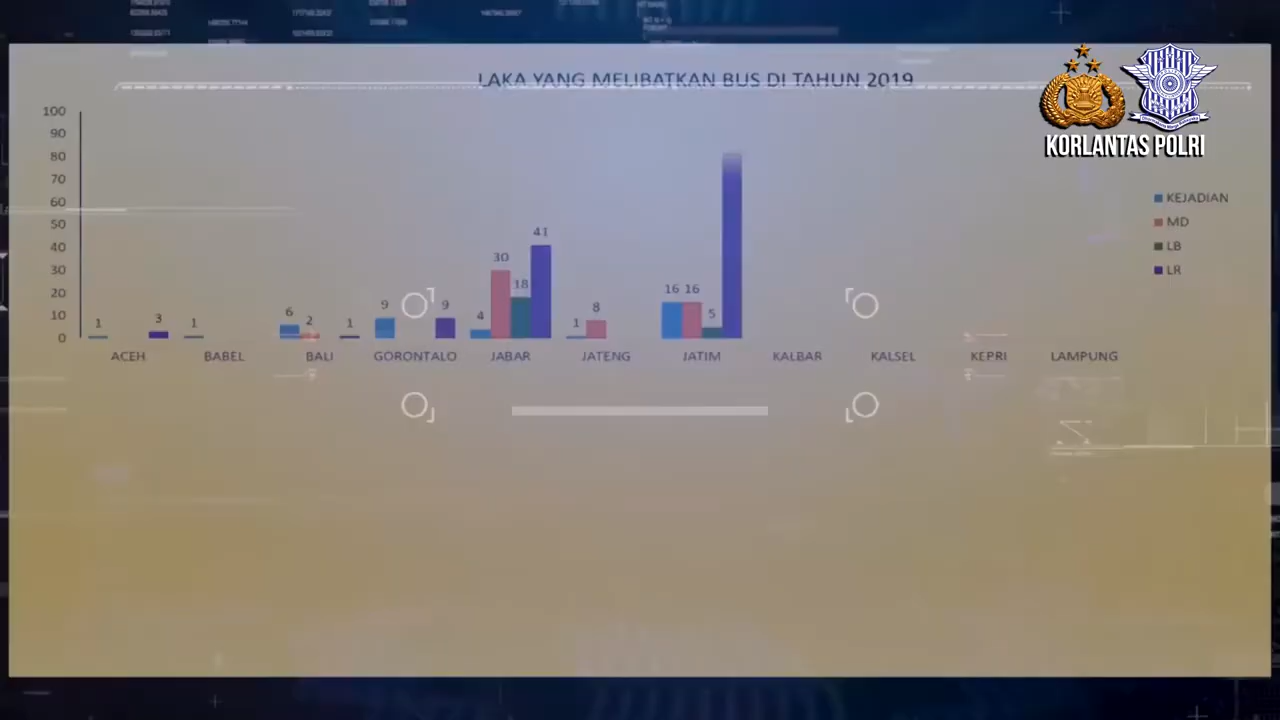 LAKA YANG MELIBATKAN BUS DI TAHUN 2019
KORLANTAS POLRI
100
90
80
70
60
50
40
30
20
10
0
KEJADIAN
MD
LB
LR
1 3 1 6 2 1 9 9 4 30 18 41 1 8 16 16 5
ACEH BABEL BALI GORONTALO JABAR JATENG JATIM KALBAR KALSEL KEPRI LAMPUNG